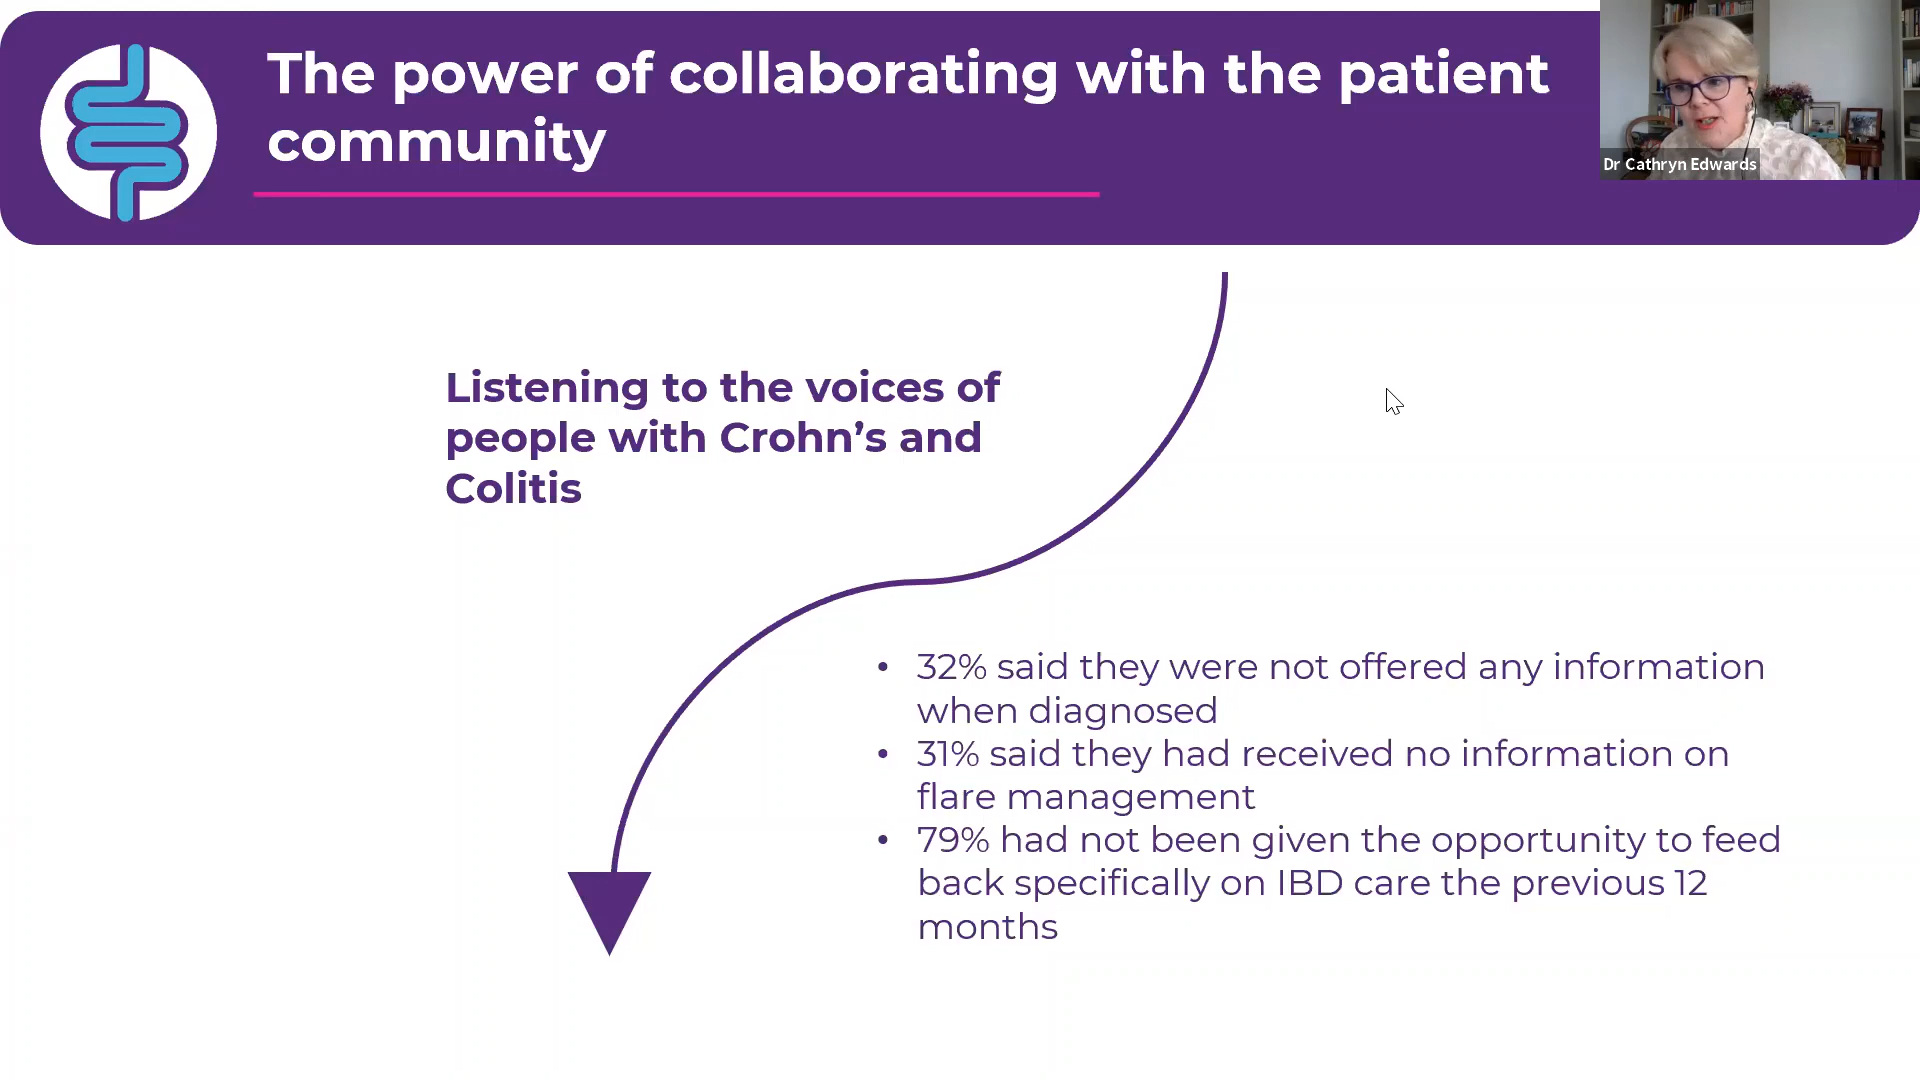 The power of collaborating with the patient
community
Dr Cathryn Edwards
Listening to the voices of
people with Crohn’s and
Colitis
• 32% said they were not offered any information
when diagnosed
• 31% said they had received no information on
flare management
• 79% had not been given the opportunity to feed
back specifically on IBD care the previous 12
months